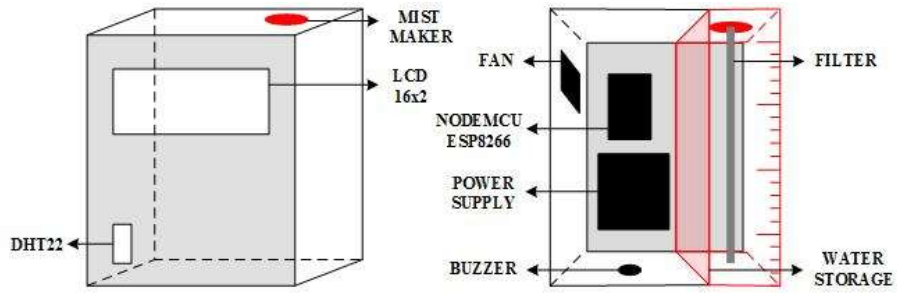 MIST
MAKER
LCD
16x2
DHT22
FAN
FILTER
NODEMCU
ESP8266
POWER
SUPPLY
BUZZER
WATER
STORAGE